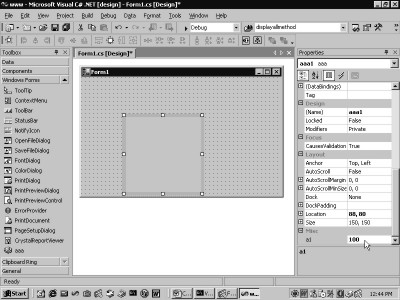 www - Microsoft Visual C# .NET [design] - Form1.cs [Design]*
File Edit View Project Build Debug Data Format Tools Window Help
Debug displayallmethod
Toolbox
Form1.cs [Design]*
Properties
Data
Components
Windows Forms
ToolTip
ContextMenu
ToolBar
StatusBar
NotifyIcon
OpenFileDialog
SaveFileDialog
FontDialog
ColorDialog
PrintDialog
PrintPreviewDialog
PrintPreviewControl
ErrorProvider
PrintDocument
PageSetupDialog
CrystalReportViewer
aaa
Clipboard Ring
General
Form1
aaa1 aaa
(DataBindings)
Tag
Design
(Name) aaa1
Locked False
Modifiers Private
Focus
CausesValidation True
Layout
Anchor Top, Left
AutoScroll False
AutoScrollMargin 0, 0
AutoScrollMinSize 0, 0
Dock None
DockPadding
Location 88, 80
Size 150, 150
Misc
a1 100
a1
Start
12:44 PM